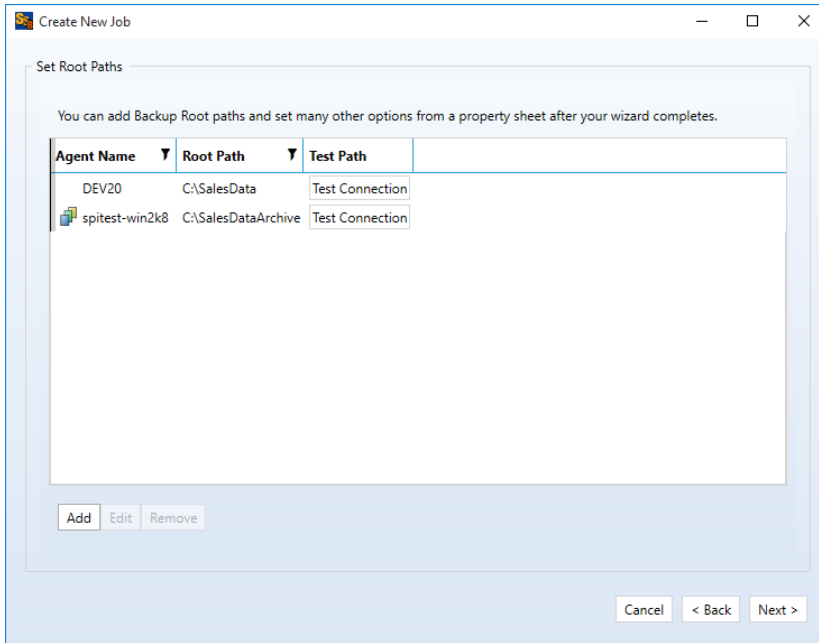 Create New Job
Set Root Paths
You can add Backup Root paths and set many other options from a property sheet after your wizard completes.
Agent Name Root Path Test Path
DEV20 C:\SalesData Test Connection
spitest-win2k8 C:\SalesDataArchive Test Connection
Add Edit Remove
Cancel < Back Next >